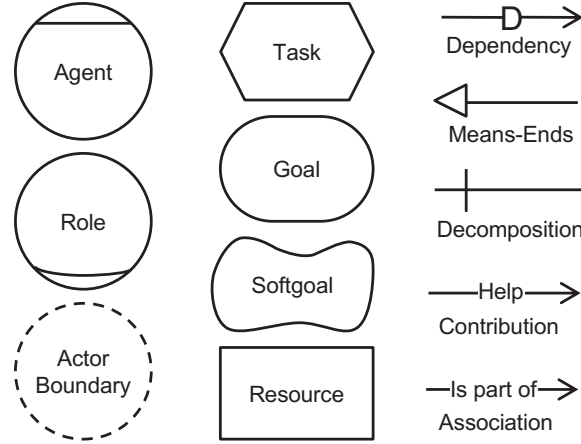 Agent
Role
Actor
Boundary
Task
Goal
Softgoal
Resource
D
Dependency
Means-Ends
Decomposition
Help
Contribution
Is part of
Association